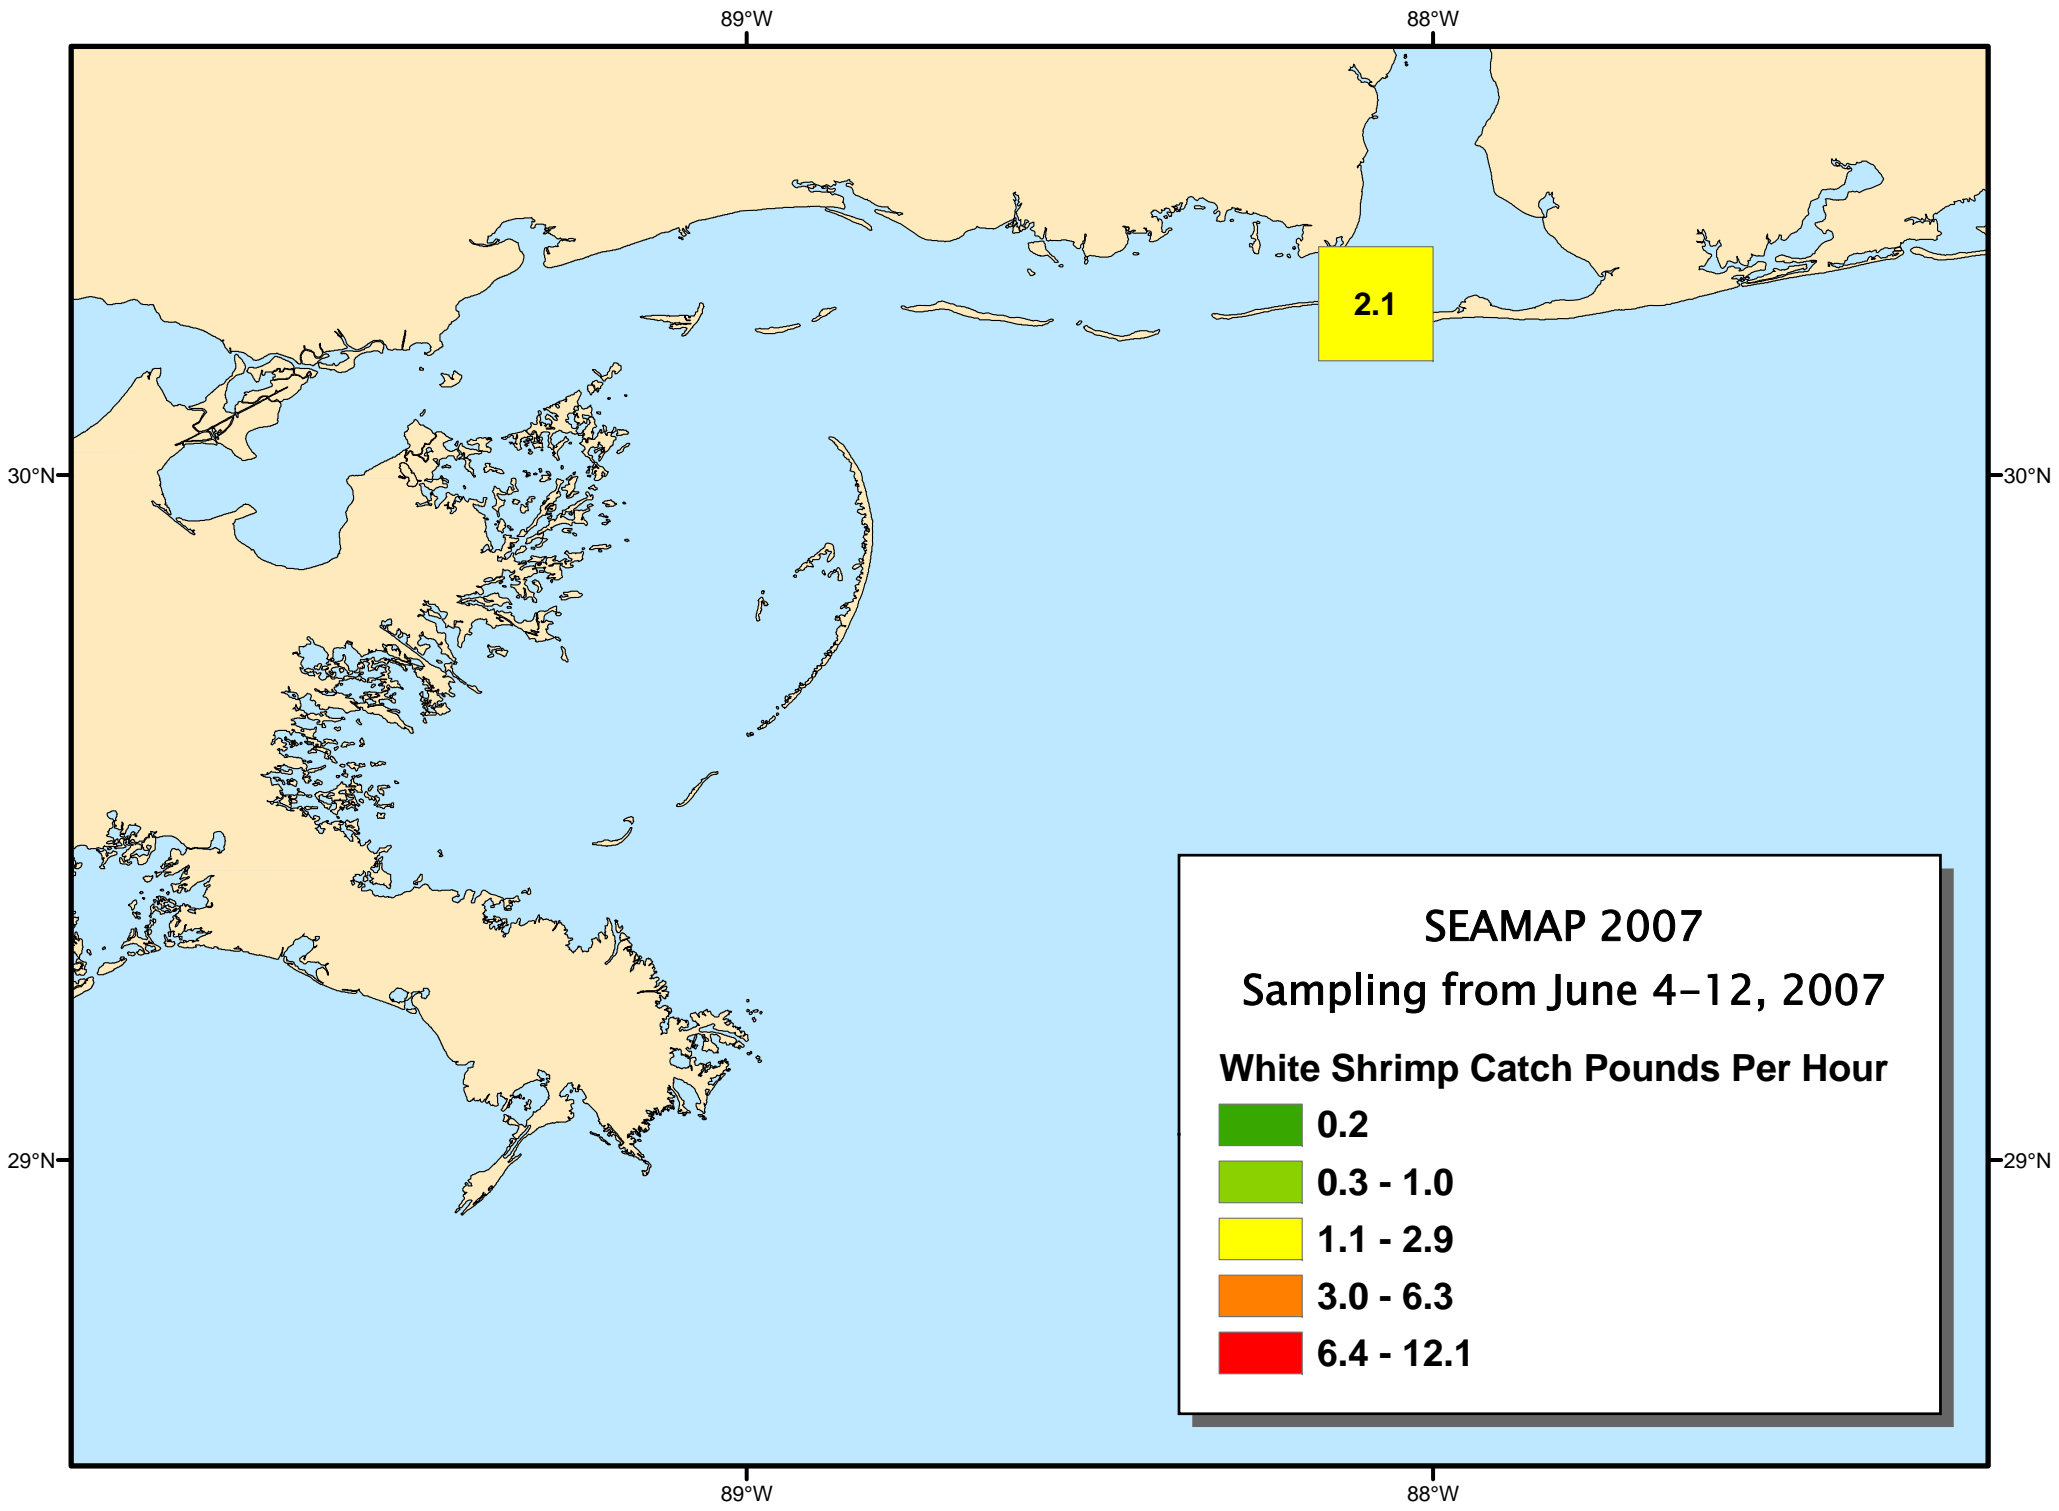 89°W
88°W
2.1
30°N
30°N
SEAMAP 2007
Sampling from June 4-12, 2007
White Shrimp Catch Pounds Per Hour
0.2
0.3 - 1.0
1.1 - 2.9
3.0 - 6.3
6.4 - 12.1
29°N
29°N
89°W
88°W